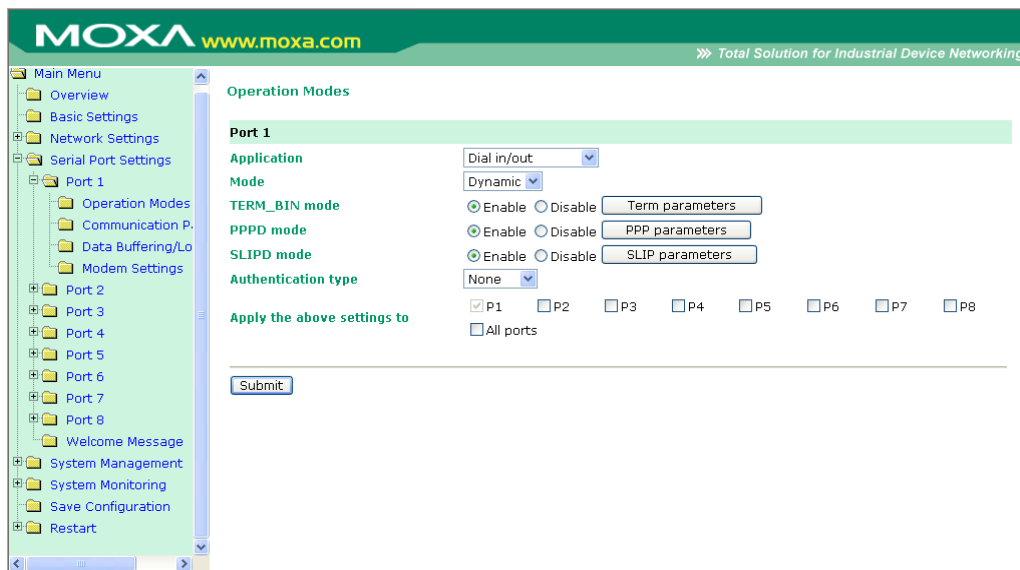 MOXA www.moxa.com
Total Solution for Industrial Device Networking
Main Menu
Overview
Basic Settings
Network Settings
Serial Port Settings
Port 1
Operation Modes
Communication P
Data Buffering/Lo
Modem Settings
Port 2
Port 3
Port 4
Port 5
Port 6
Port 7
Port 8
Welcome Message
System Management
System Monitoring
Save Configuration
Restart
Operation Modes
Port 1
Application Dial in/out
Mode Dynamic
TERM_BIN mode Enable Disable Term parameters
PPPD mode Enable Disable PPP parameters
SLIPD mode Enable Disable SLIP parameters
Authentication type None
Apply the above settings to P1 P2 P3 P4 P5 P6 P7 P8
All ports
Submit